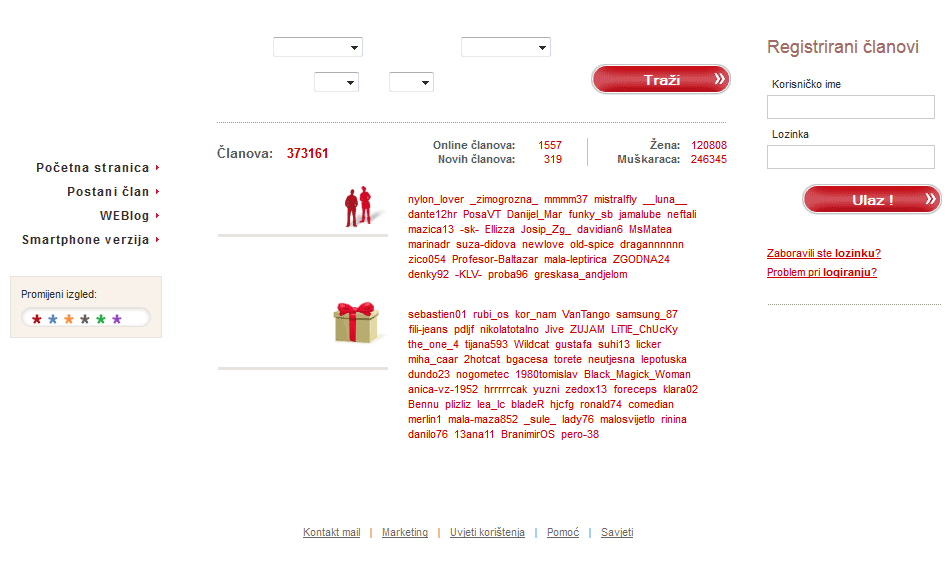 Traži
Registrirani članovi
Korisničko ime
Lozinka
Ulaz !
Zaboravili ste lozinku?
Problem pri logiranju?
Početna stranica
Postani član
WEBlog
Smartphone verzija
Promijeni izgled:
Članova: 373161
Online članova: 1557
Novih članova: 319
Žena: 120808
Muškaraca: 246345
nylon_lover _zimogrozna_ mmmm37 mistralfly __luna__
dante12hr PosaVT Danijel_Mar funky_sb jamalube neftali
mazica13 -sk- Ellizza Josip_Zg_ davidian6 MsMatea
marinadr suza-didova newlove old-spice dragannnnnn
zico054 Profesor-Baltazar mala-leptirica ZGODNA24
denky92 -KLV- proba96 greskasa_andjelom
sebastien01 rubi_os kor_nam VanTango samsung_87
fili-jeans pdljf nikolatotalno Jive ZUJAM LiTlE_ChUcKy
the_one_4 tijana593 Wildcat gustafa suhi13 licker
miha_caar 2hotcat bgacesa torete neutjesna lepotuska
dundo23 nogometec 1980tomislav Black_Magick_Woman
anica-vz-1952 hrrrrrcak yuzni zedox13 foreceps klara02
Bennu plizliz lea_lc bladeR hjcfg ronald74 comedian
merlin1 mala-maza852 _sule_ lady76 malosvijetlo rinina
danilo76 13ana11 BranimirOS pero-38
Kontakt mail | Marketing | Uvjeti korištenja | Pomoć | Savjeti